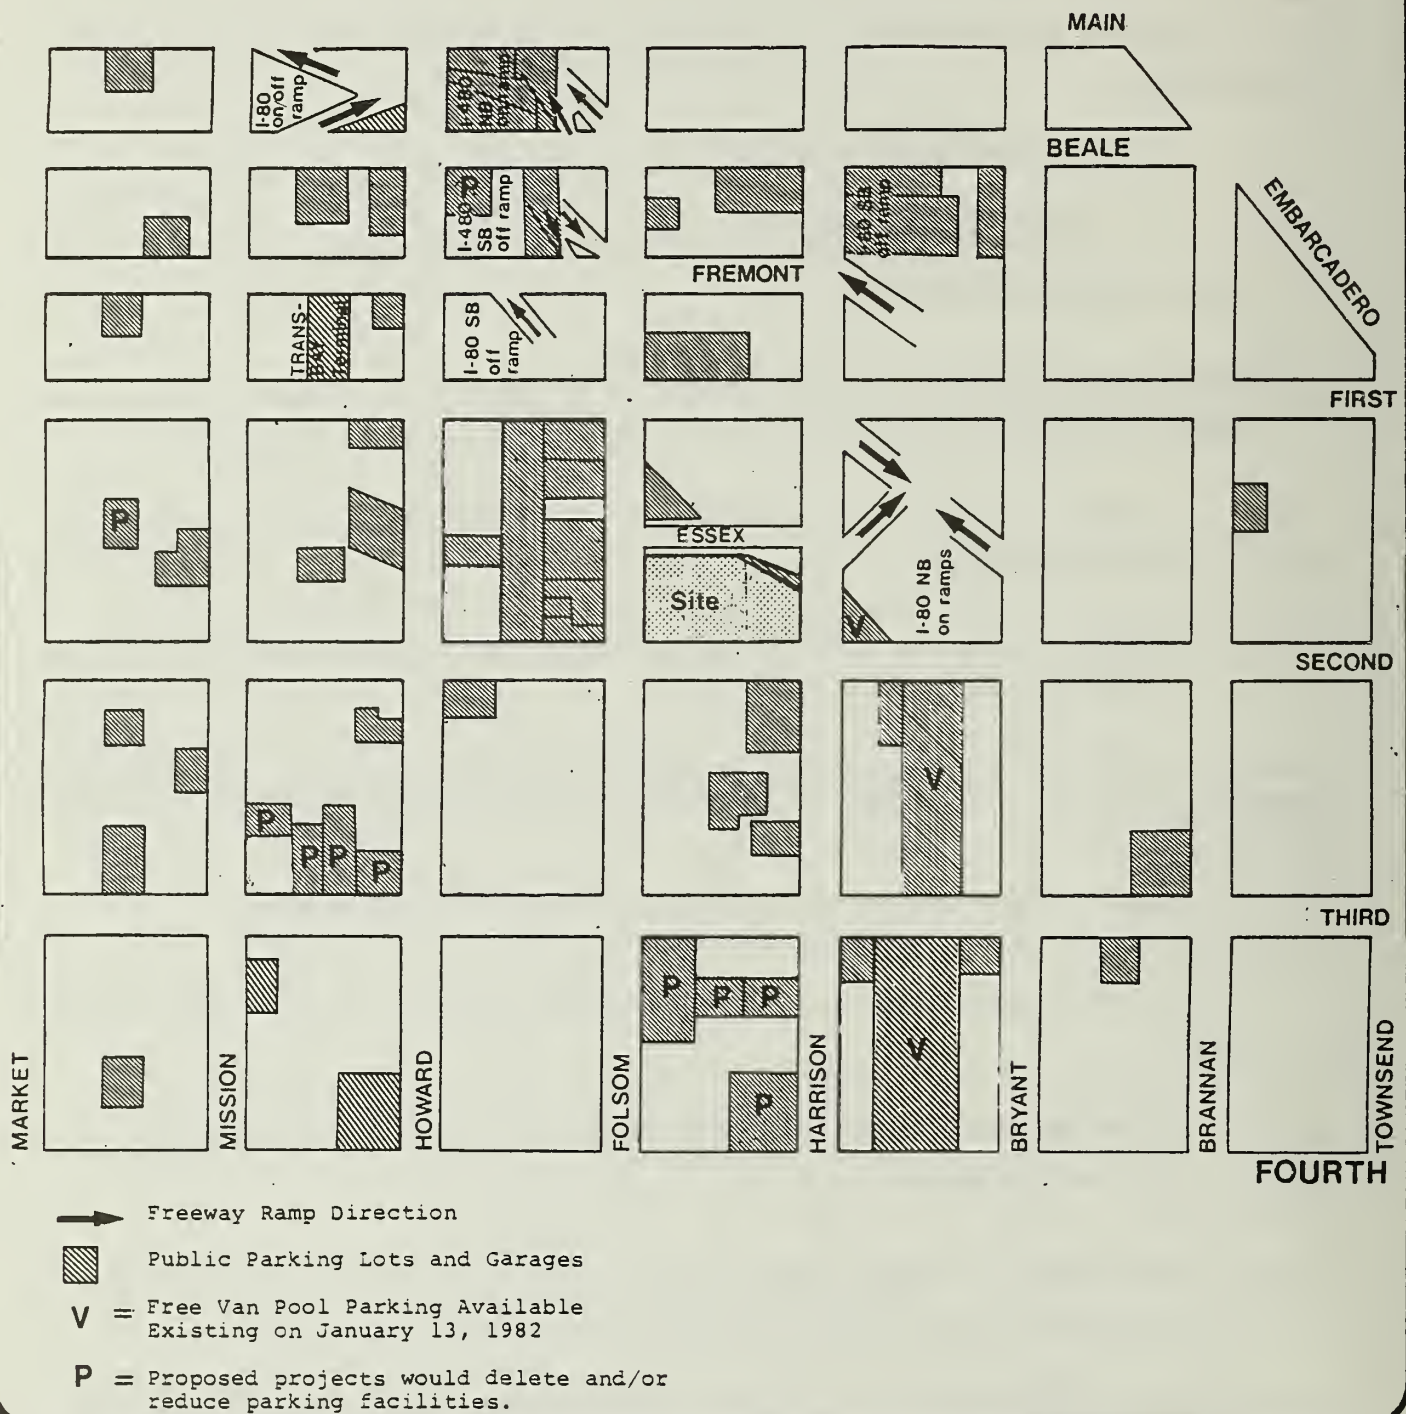 MAIN
I-80
on/off
ramp
I-480
NB
on ramp
BEALE
P
I-480
SB
off ramp
I-80 SB
off ramp
EMBARCADERO
FREMONT
TRANS-
BAY
Terminal
I-80 SB
off
ramp
FIRST
P
ESSEX
Site
V
I-80 NB
on ramps
SECOND
P
P
P
P
V
THIRD
P
P
P
P
V
MARKET
MISSION
HOWARD
FOLSOM
HARRISON
BRYANT
BRANNAN
TOWNSEND
FOURTH
Freeway Ramp Direction
Public Parking Lots and Garages
V = Free Van Pool Parking Available
Existing on January 13, 1982
P = Proposed projects would delete and/or
reduce parking facilities.